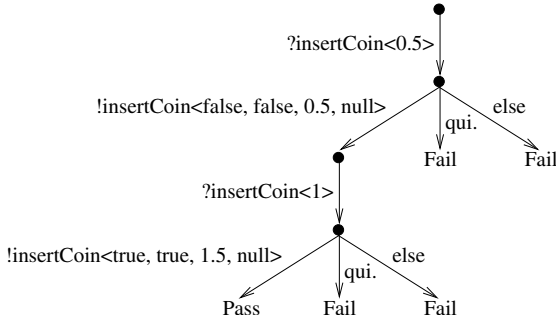 ?insertCoin<0.5>
!insertCoin<false, false, 0.5, null>
else
qui.
Fail
Fail
?insertCoin<1>
!insertCoin<true, true, 1.5, null>
else
qui.
Pass
Fail
Fail